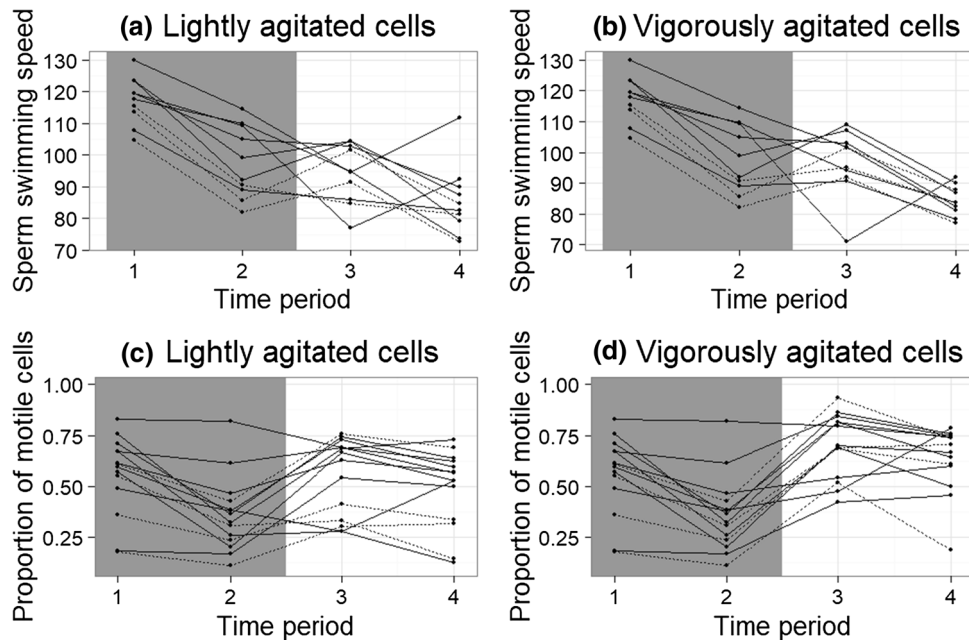 (a) Lightly agitated cells
Sperm swimming speed
130
120
110
100
90
80
70
1 2 3 4
Time period
(b) Vigorously agitated cells
Sperm swimming speed
130
120
110
100
90
80
70
1 2 3 4
Time period
(c) Lightly agitated cells
Proportion of motile cells
1.00
0.75
0.50
0.25
1 2 3 4
Time period
(d) Vigorously agitated cells
Proportion of motile cells
1.00
0.75
0.50
0.25
1 2 3 4
Time period